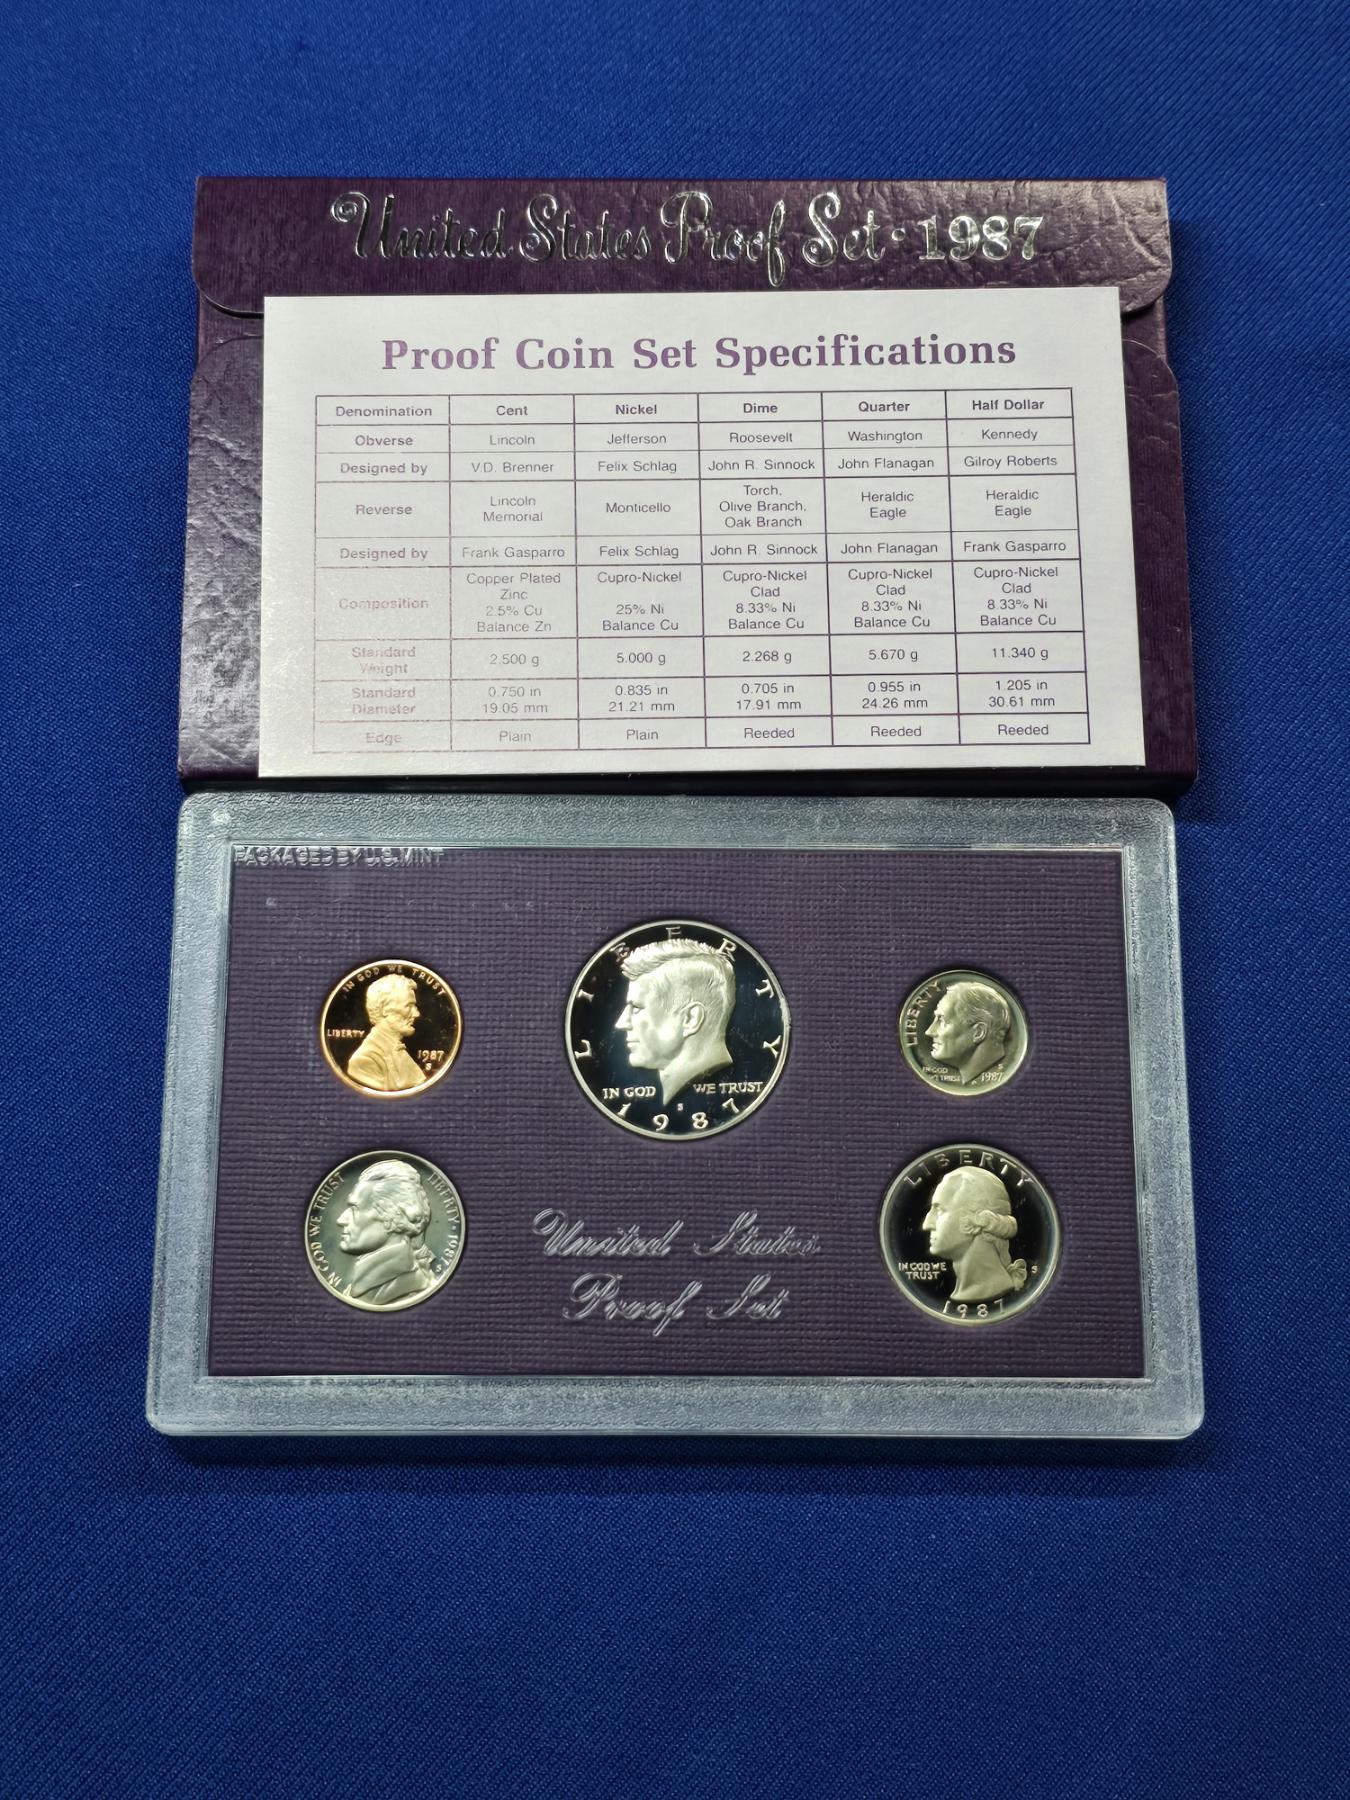 United States Proof Set · 1987
Proof Coin Set Specifications
Denomination Cent Nickel Dime Quarter Half Dollar
Obverse Lincoln Jefferson Roosevelt Washington Kennedy
Designed by V.D. Brenner Felix Schlag John R. Sinnock John Flanagan Gilroy Roberts
Reverse Lincoln Memorial Monticello Torch, Olive Branch, Oak Branch Heraldic Eagle Heraldic Eagle
Designed by Frank Gasparro Felix Schlag John R. Sinnock John Flanagan Frank Gasparro
Composition Copper Plated Zinc 2.5% Cu Balance Zn Cupro-Nickel 25% Ni Balance Cu Cupro-Nickel Clad 8.33% Ni Balance Cu Cupro-Nickel Clad 8.33% Ni Balance Cu Cupro-Nickel Clad 8.33% Ni Balance Cu
Standard Weight 2.500 g 5.000 g 2.268 g 5.670 g 11.340 g
Standard Diameter 0.750 in 19.05 mm 0.835 in 21.21 mm 0.705 in 17.91 mm 0.955 in 24.26 mm 1.205 in 30.61 mm
Edge Plain Plain Reeded Reeded Reeded
PACKAGED BY U.S. MINT
IN GOD WE TRUST
LIBERTY
1987
S
LIBERTY
IN GOD WE TRUST
S
1987
LIBERTY
IN GOD
WE TRUST
S
1987
IN GOD WE TRUST
LIBERTY · 1987
S
United States
Proof Set
LIBERTY
IN GOD WE
TRUST
S
1987